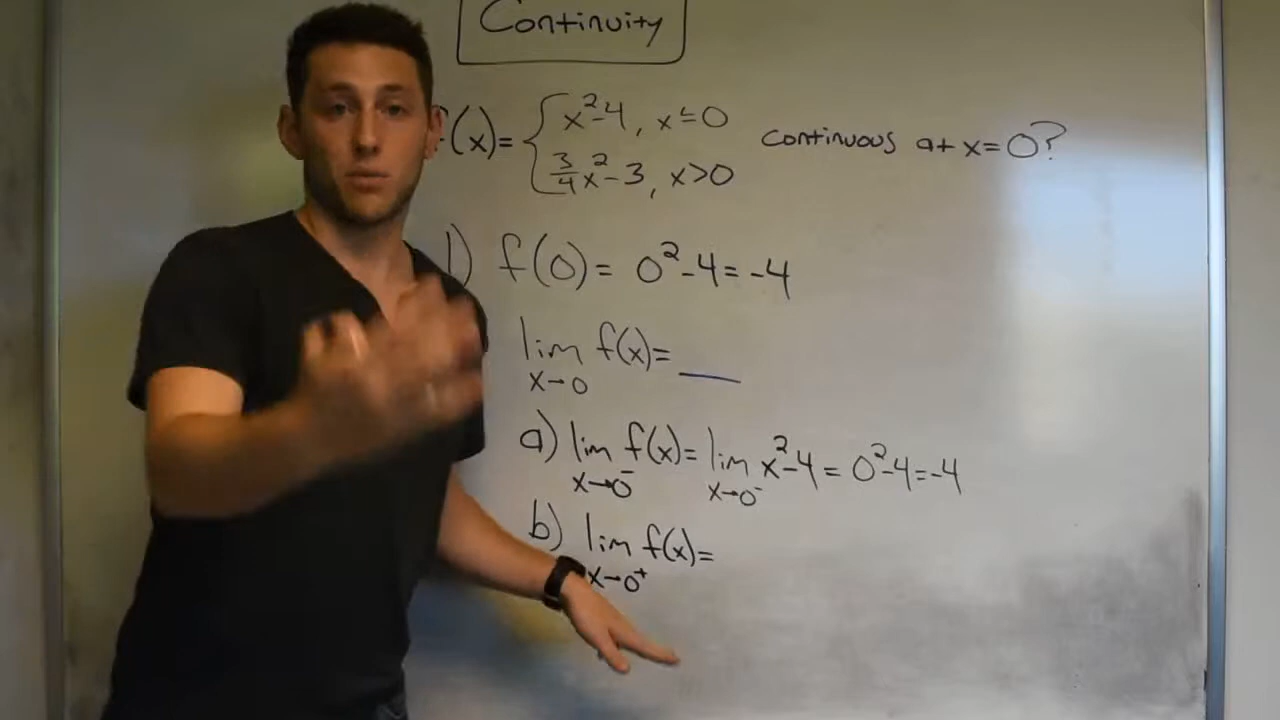 Continuity
f(x)= { x²-4, x≤0
3/4x²-3, x>0
continuous at x=0?
1) f(0)= 0²-4=-4
lim f(x)= __
x→0
a) lim f(x)= lim x²-4 = 0²-4=-4
x→0⁻ x→0⁻
b) lim f(x)=
x→0⁺